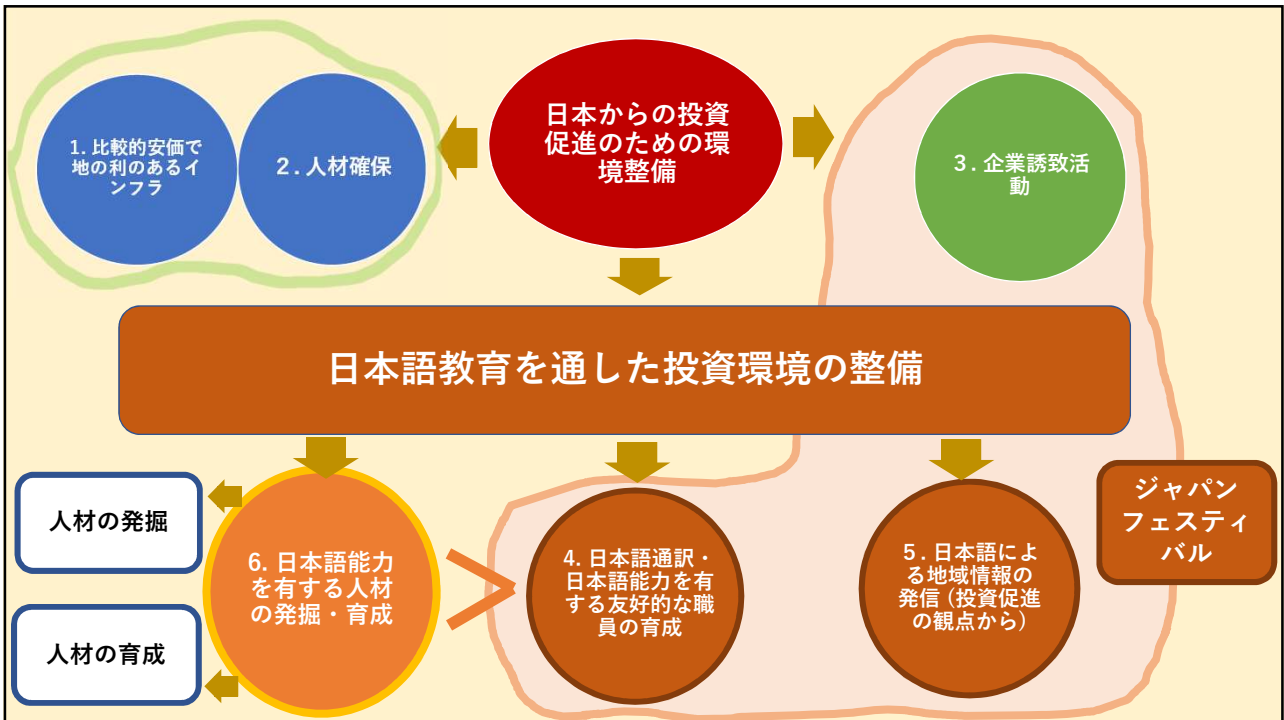 日本からの投資
促進のための環
境整備
1. 比較的安価で
地の利のあるイ
ンフラ
2 . 人材確保
3 . 企業誘致活
動
日本語教育を通した投資環境の整備
人材の発掘
人材の育成
6. 日本語能力
を有する人材
の発掘・育成
4. 日本語通訳・
日本語能力を有
する友好的な職
員の育成
5 . 日本語によ
る地域情報の
発信 (投資促進
の観点から)
ジャパン
フェスティ
バル